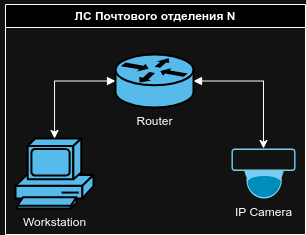 ЛС Почтового отделения N
Router
Workstation
IP Camera